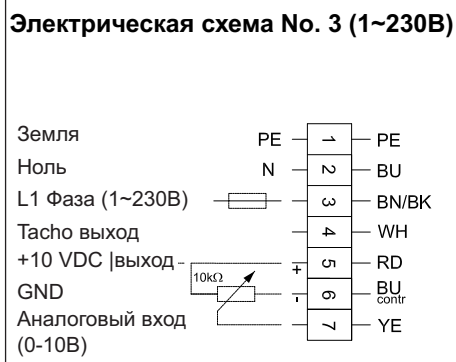 Электрическая схема No. 3 (1~230В)
Земля PE 1 PE
Ноль N 2 BU
L1 Фаза (1~230В) 3 BN/BK
Tacho выход 4 WH
+10 VDC |выход + 5 RD
10kΩ
GND - 6 BU contr
Аналоговый вход 7 YE
(0-10В)